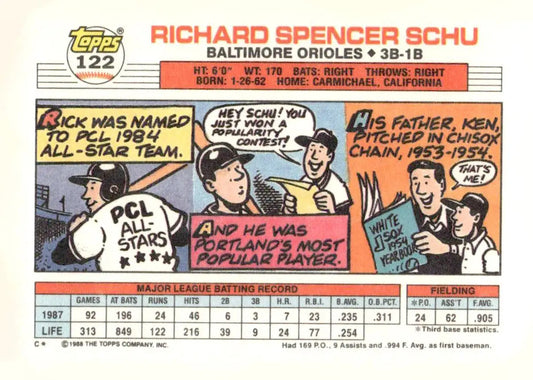 Topps
122
RICHARD SPENCER SCHU
BALTIMORE ORIOLES ◆ 3B-1B
HT: 6'0" WT: 170 BATS: RIGHT THROWS: RIGHT
BORN: 1-26-62 HOME: CARMICHAEL, CALIFORNIA
RICK WAS NAMED
TO PCL 1984
ALL-STAR TEAM.
PCL
ALL-
STARS
★★★★
HEY SCHU! YOU
JUST WON A
POPULARITY
CONTEST!
AND HE WAS
PORTLAND'S MOST
POPULAR PLAYER.
HIS FATHER, KEN,
PITCHED IN CHISOX
CHAIN, 1953-1954.
THAT'S
ME!
WHITE
SOX
1954
YEARBOOK
MAJOR LEAGUE BATTING RECORD
GAMES AT BATS RUNS HITS 2B 3B H.R. R.B.I. B.AVG. O.B.PCT.
1987 92 196 24 46 6 3 7 23 .235 .311
LIFE 313 849 122 216 39 9 24 77 .254
FIELDING
*P.O. ASS'T F.AVG.
24 62 .905
*Third base statistics.
C* © 1988 THE TOPPS COMPANY, INC.
Had 169 P.O., 9 Assists and .994 F. Avg. as first baseman.